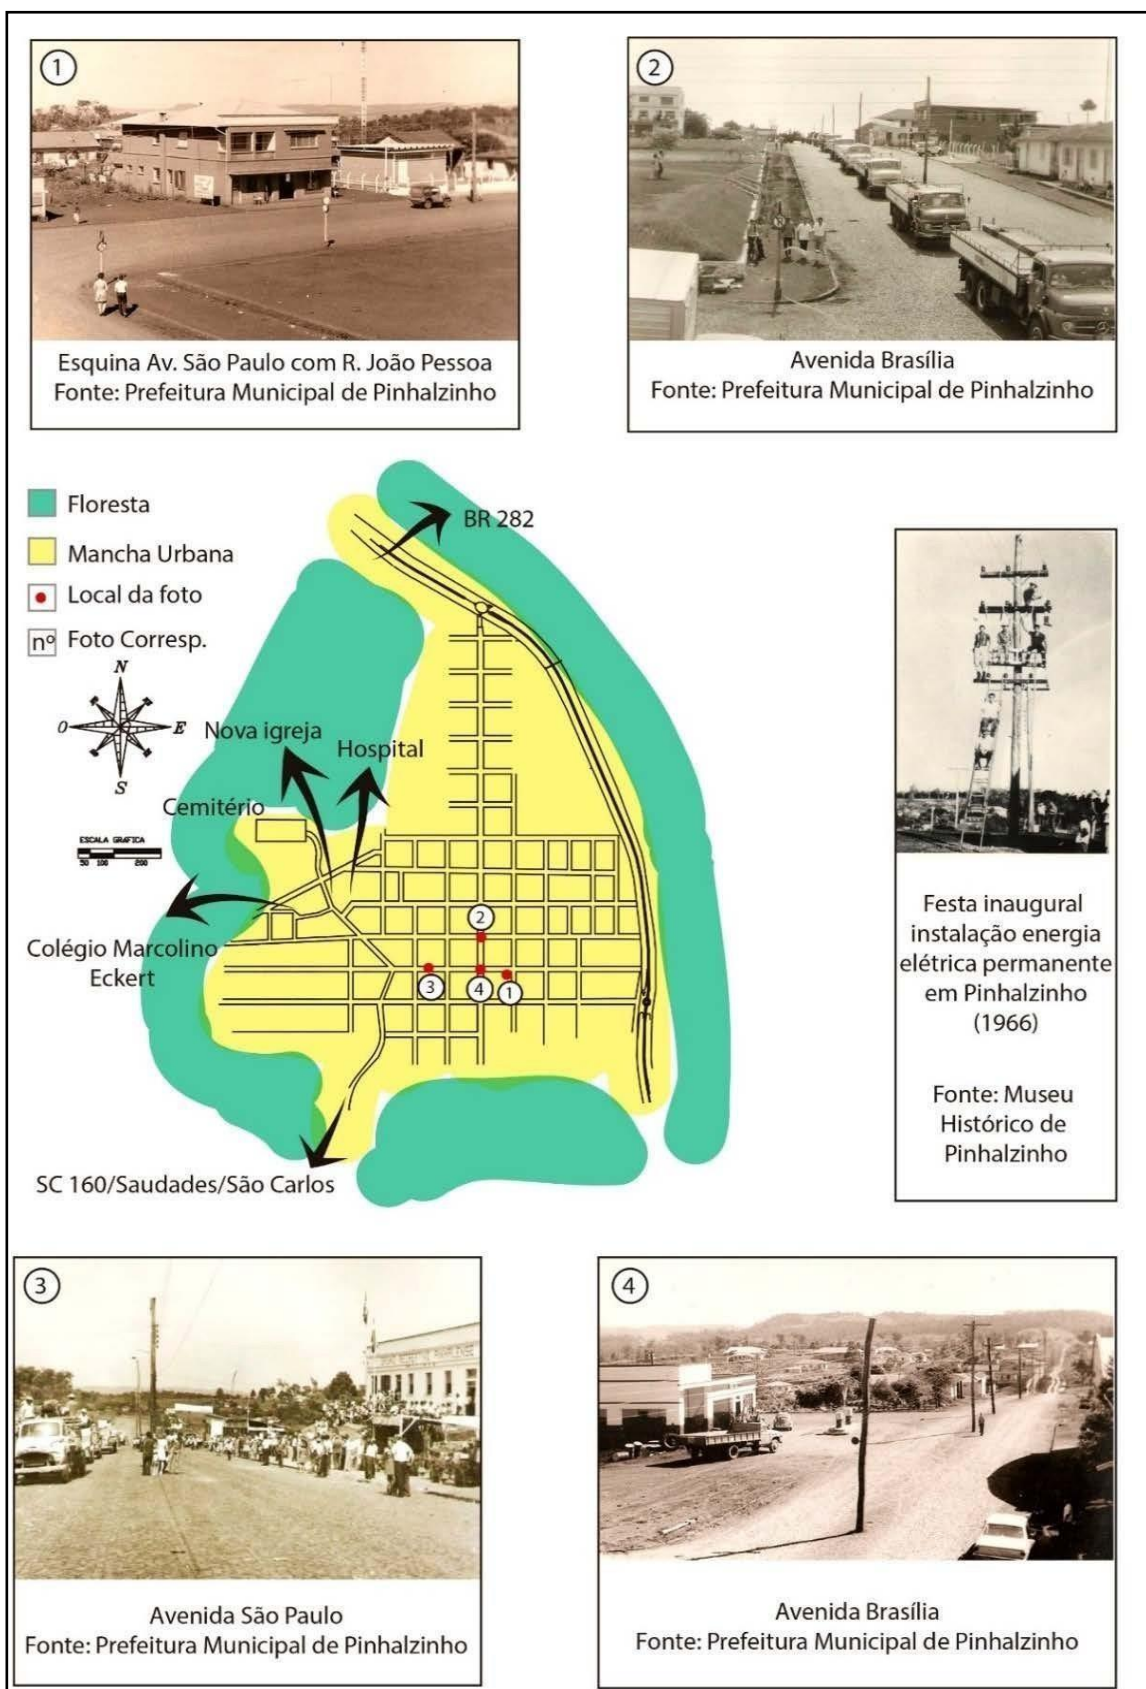 1
Esquina Av. São Paulo com R. João Pessoa
Fonte: Prefeitura Municipal de Pinhalzinho
2
Avenida Brasília
Fonte: Prefeitura Municipal de Pinhalzinho
Floresta
Mancha Urbana
Local da foto
nº Foto Corresp.
N
O
E
S
ESCALA GRAFICA
50 100 200
BR 282
Nova igreja
Hospital
Cemitério
Colégio Marcolino
Eckert
2
3
4
1
SC 160/Saudades/São Carlos
Festa inaugural
instalação energia
elétrica permanente
em Pinhalzinho
(1966)
Fonte: Museu
Histórico de
Pinhalzinho
3
Avenida São Paulo
Fonte: Prefeitura Municipal de Pinhalzinho
4
Avenida Brasília
Fonte: Prefeitura Municipal de Pinhalzinho